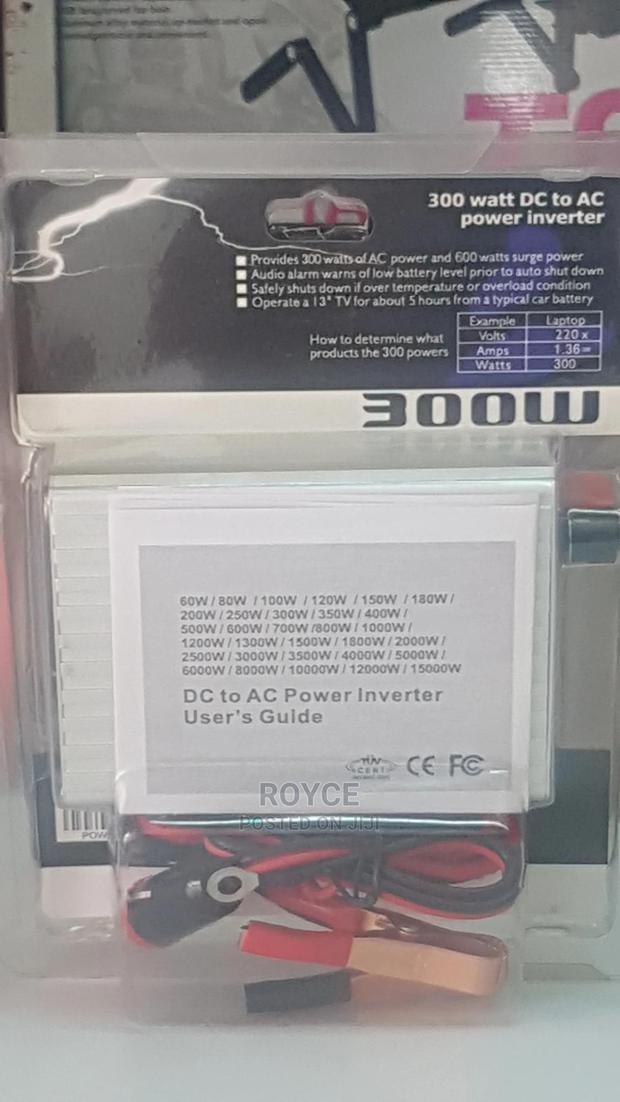 300 watt DC to AC
power inverter
Provides 300 watts of AC power and 600 watts surge power
Audio alarm warns of low battery level prior to auto shut down
Safely shuts down if over temperature or overload condition
Operate a 13" TV for about 5 hours from a typical car battery
How to determine what
products the 300 powers
Example Laptop
Volts 220 x
Amps 1.36=
Watts 300
300W
60W / 80W / 100W / 120W / 150W / 180W /
200W / 250W / 300W / 350W / 400W /
500W / 600W / 700W /800W / 1000W /
1200W / 1300W / 1500W / 1800W / 2000W /
2500W / 3000W / 3500W / 4000W / 5000W /
6000W / 8000W / 10000W / 12000W / 15000W
DC to AC Power Inverter
User's Guide
TÜV
CERT
CE FC
ROYCE
POSTED ON JIJI
POW